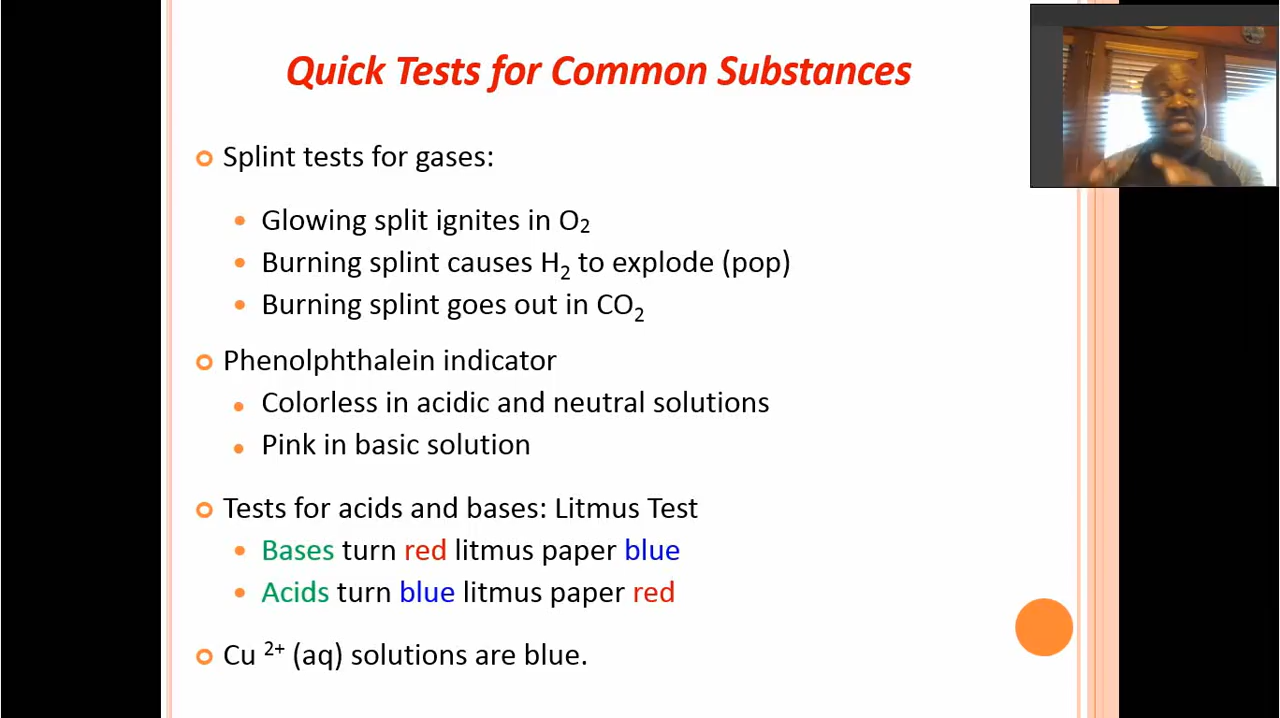 Quick Tests for Common Substances
Splint tests for gases:
Glowing split ignites in O₂
Burning splint causes H₂ to explode (pop)
Burning splint goes out in CO₂
Phenolphthalein indicator
Colorless in acidic and neutral solutions
Pink in basic solution
Tests for acids and bases: Litmus Test
Bases turn red litmus paper blue
Acids turn blue litmus paper red
Cu ²⁺ (aq) solutions are blue.